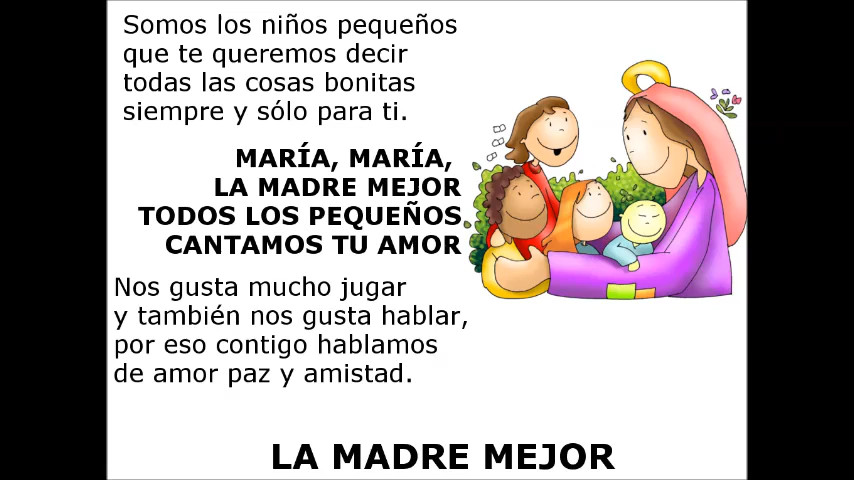 Somos los niños pequeños
que te queremos decir
todas las cosas bonitas
siempre y sólo para ti.
MARÍA, MARÍA,
LA MADRE MEJOR
TODOS LOS PEQUEÑOS
CANTAMOS TU AMOR
Nos gusta mucho jugar
y también nos gusta hablar,
por eso contigo hablamos
de amor paz y amistad.
LA MADRE MEJOR